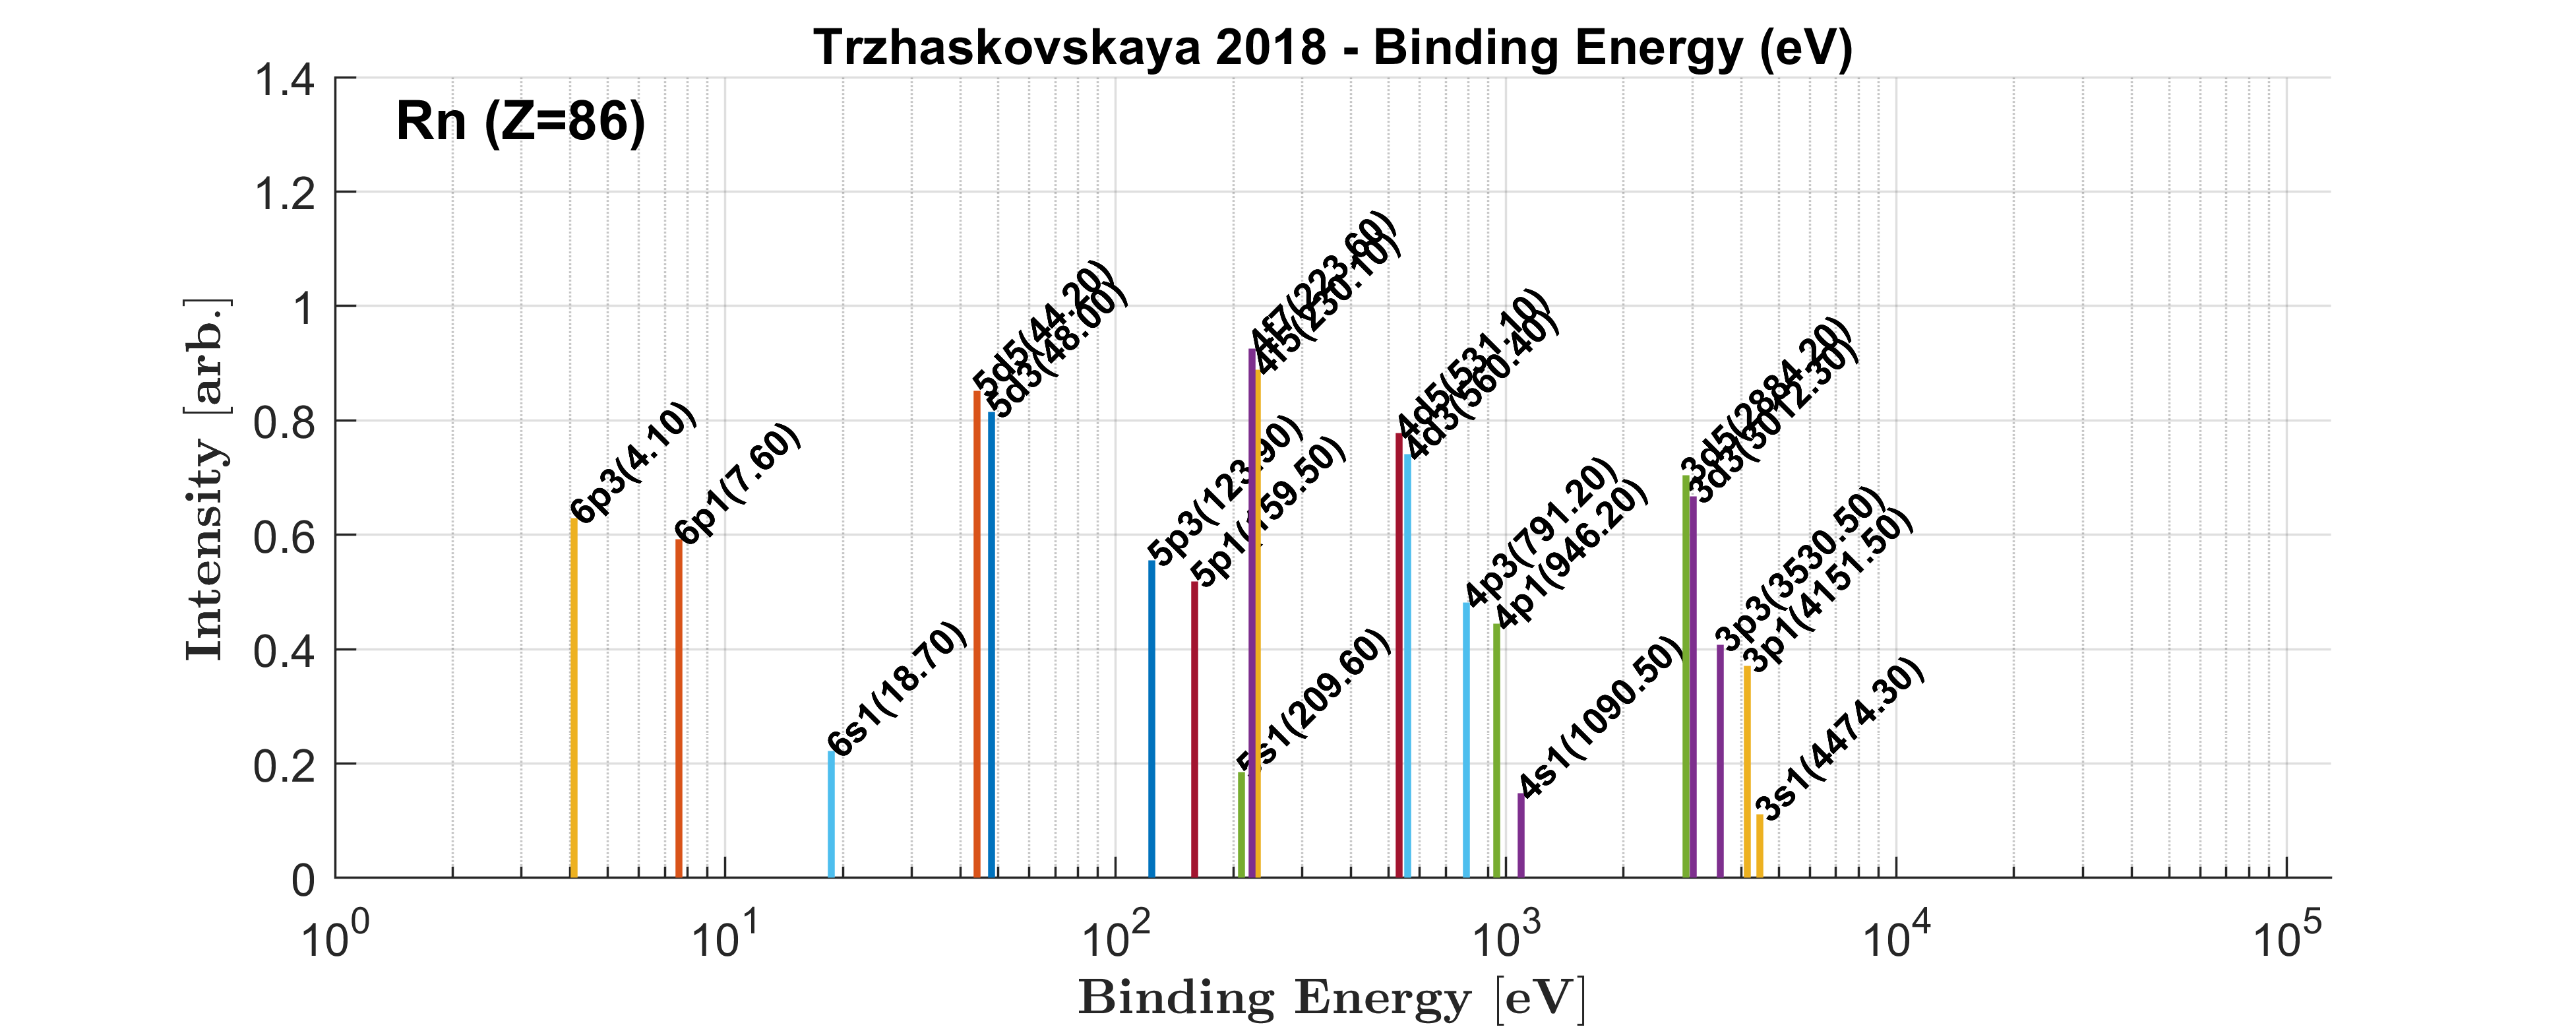 Trzhaskovskaya 2018 - Binding Energy (eV)
Rn (Z=86)
Intensity [arb.]
1.4
1.2
1
0.8
0.6
0.4
0.2
0
6p3(4.10)
6p1(7.60)
6s1(18.70)
5d5(44.20)
5d3(48.00)
5p3(123.90)
5p1(159.50)
5s1(209.60)
4f7(223.60)
4f5(230.10)
4d5(531.10)
4d3(560.40)
4p3(791.20)
4p1(946.20)
4s1(1090.50)
3d5(2884.20)
3d3(3012.30)
3p3(3530.50)
3p1(4151.50)
3s1(4474.30)
10^0 10^1 10^2 10^3 10^4 10^5
Binding Energy [eV]